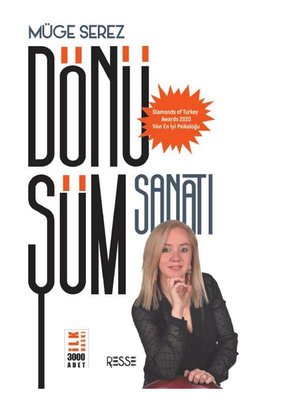 MÜGE SEREZ
DÖNÜ
Diamonds of Turkey
Awards 2020
Yılın En İyi Psikoloğu
SANATI
ŞÜM
İLK
BASKI
3000
ADET
RESSE